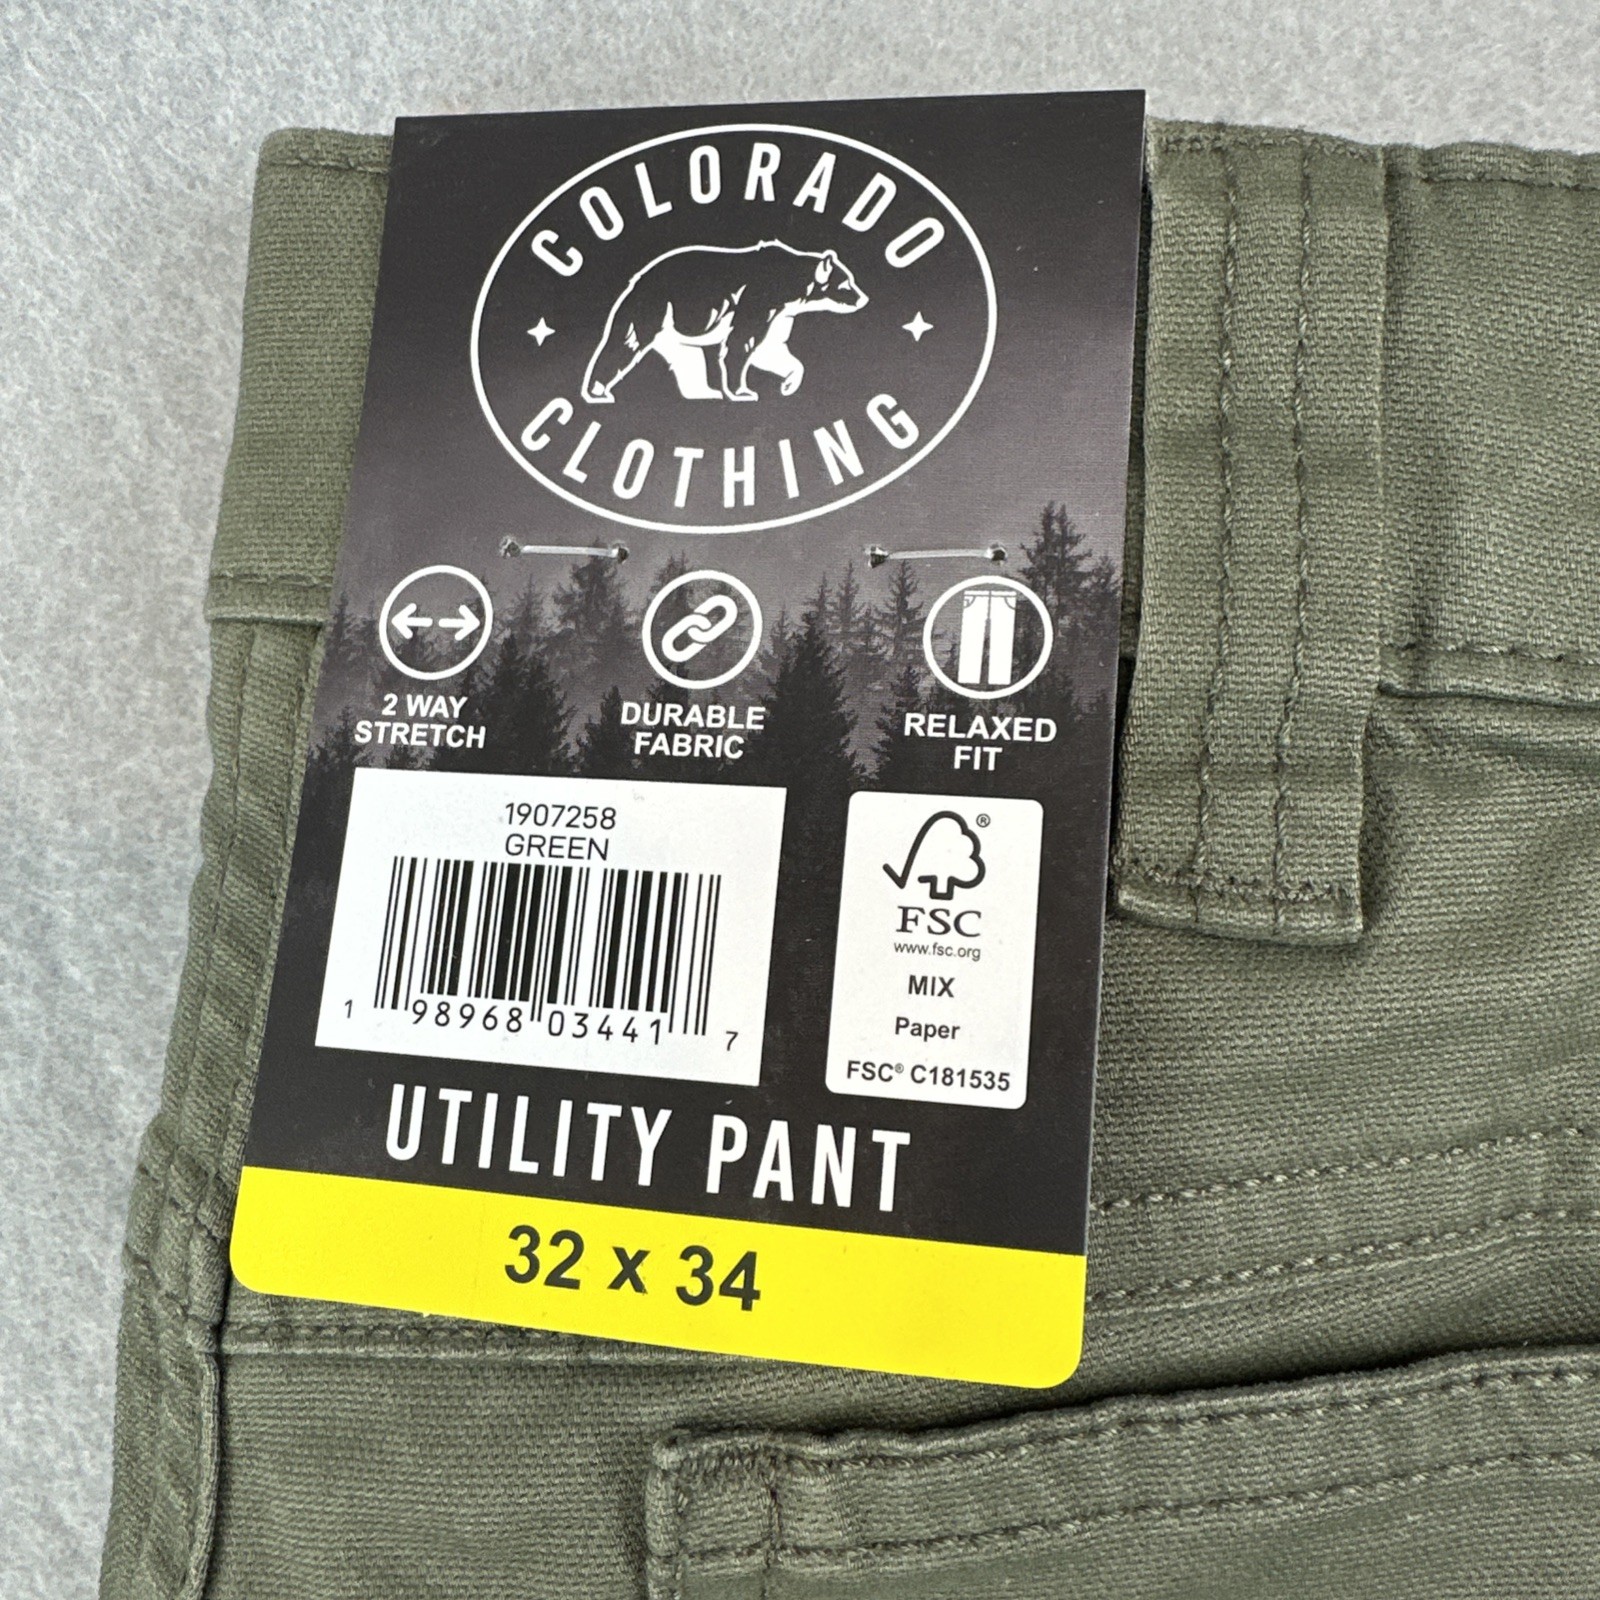 COLORADO
CLOTHING
2 WAY
STRETCH
DURABLE
FABRIC
RELAXED
FIT
1907258
GREEN
1 98968 03441 7
®
FSC
www.fsc.org
MIX
Paper
FSC® C181535
UTILITY PANT
32 x 34